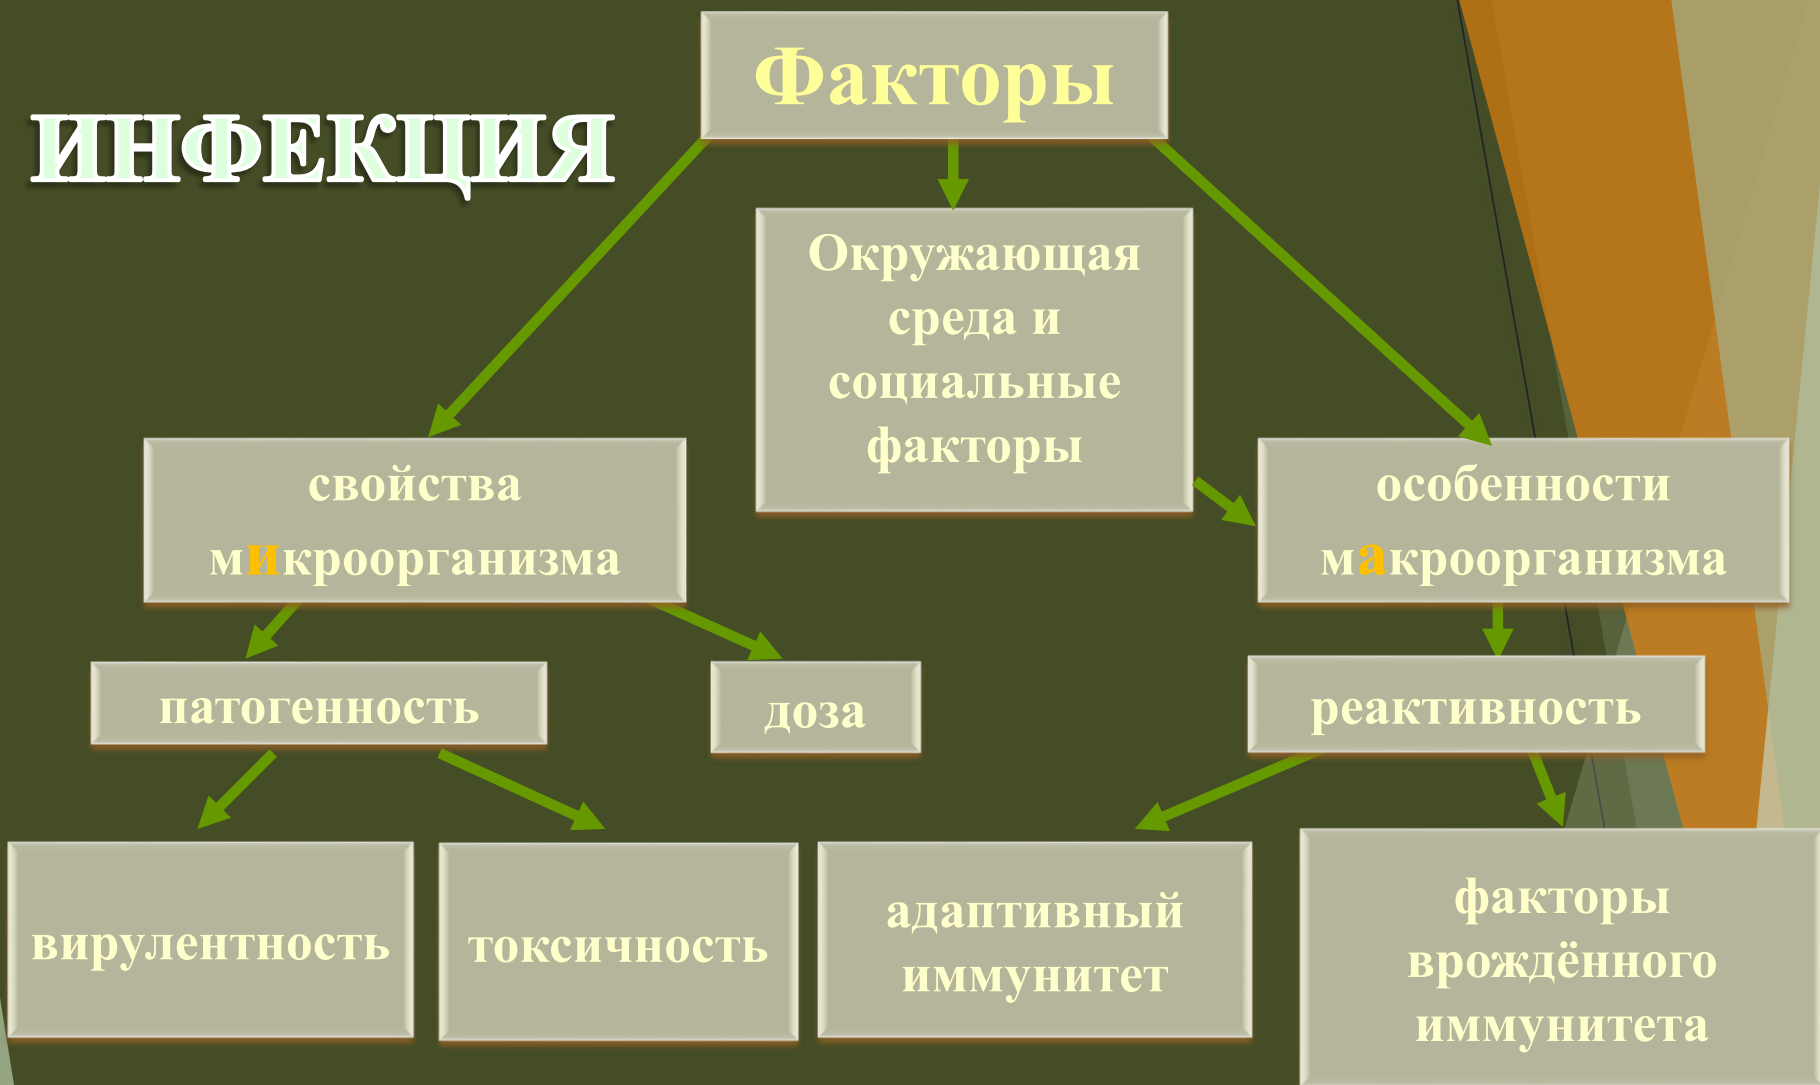 Факторы
ИНФЕКЦИЯ
Окружающая
среда и
социальные
факторы
свойства
микроорганизма
особенности
макроорганизма
патогенность
доза
реактивность
вирулентность
токсичность
адаптивный
иммунитет
факторы
врождённого
иммунитета